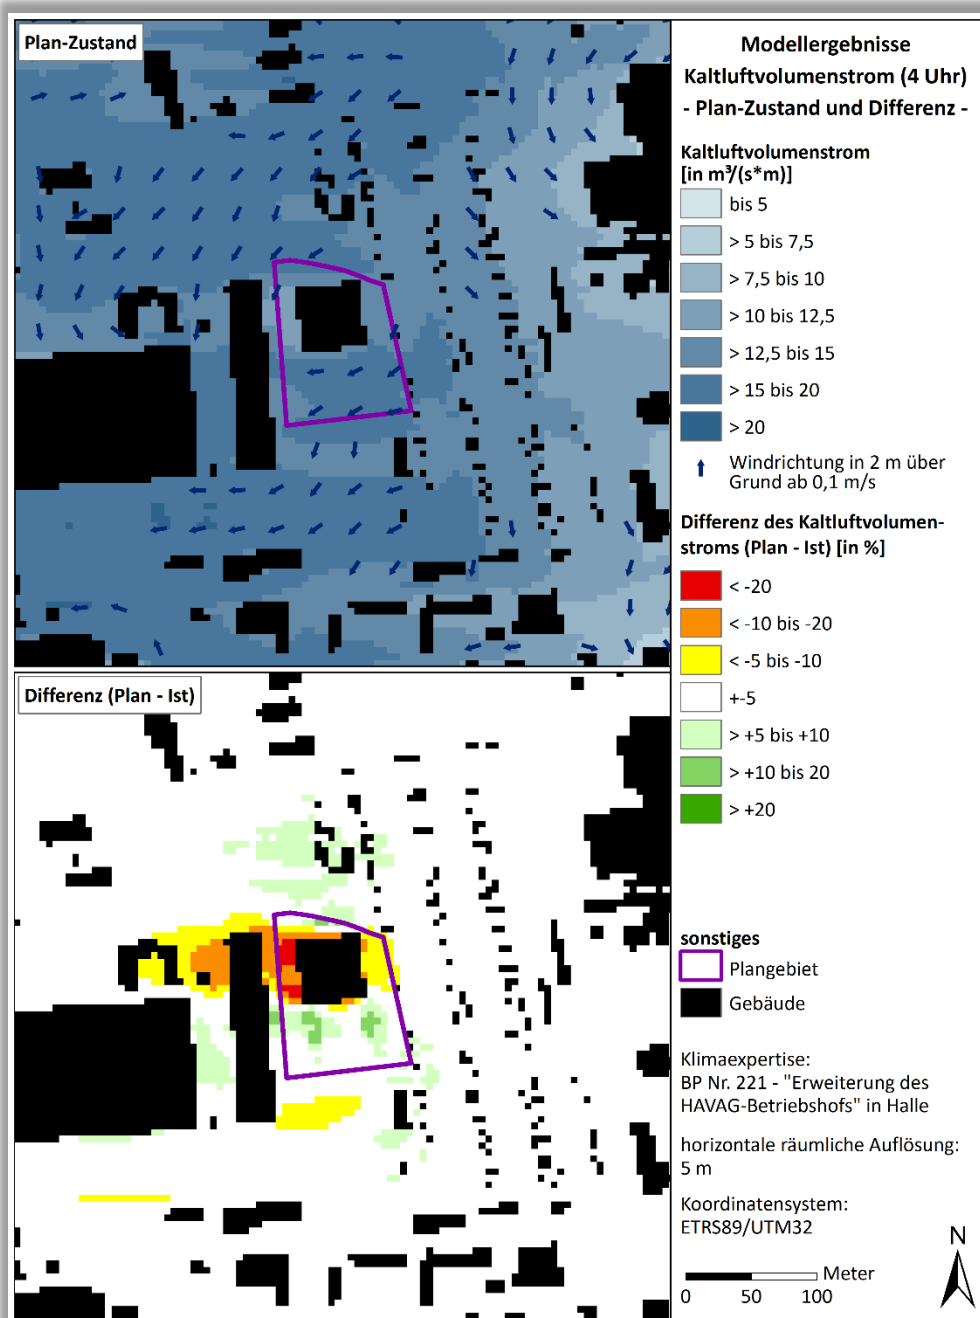 Plan-Zustand
Modellergebnisse
Kaltluftvolumenstrom (4 Uhr)
- Plan-Zustand und Differenz -
Kaltluftvolumenstrom
[in m³/(s*m)]
bis 5
> 5 bis 7,5
> 7,5 bis 10
> 10 bis 12,5
> 12,5 bis 15
> 15 bis 20
> 20
Windrichtung in 2 m über
Grund ab 0,1 m/s
Differenz des Kaltluftvolumen-
stroms (Plan - Ist) [in %]
< -20
< -10 bis -20
< -5 bis -10
+-5
> +5 bis +10
> +10 bis 20
> +20
Differenz (Plan - Ist)
sonstiges
Plangebiet
Gebäude
Klimaexpertise:
BP Nr. 221 - "Erweiterung des
HAVAG-Betriebshofs" in Halle
horizontale räumliche Auflösung:
5 m
Koordinatensystem:
ETRS89/UTM32
N
Meter
0 50 100